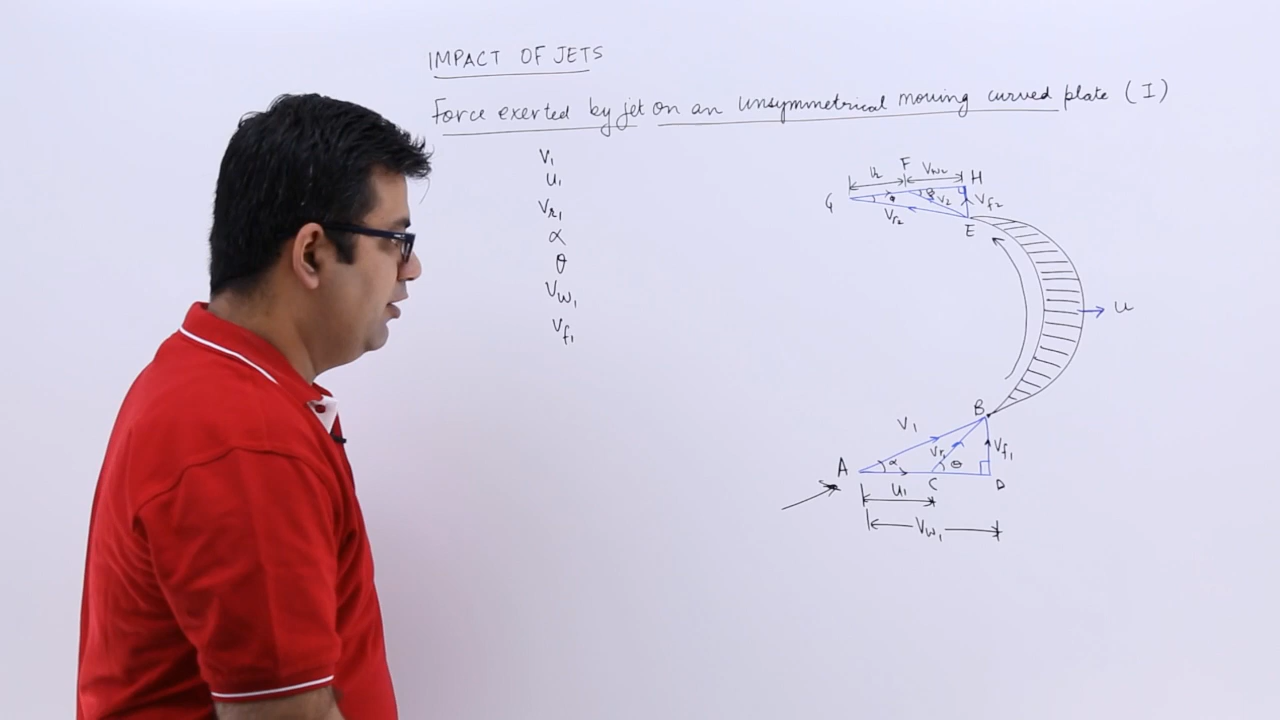 IMPACT OF JETS
Force exerted by jet on an unsymmetrical moving curved plate (I)
V₁
u₁
Vr₁
α
θ
Vw₁
Vf₁
u₂ F Vw₂ H
G φ β V₂ Vf₂
Vr₂ E
u
B
V₁
A α Vr₁ θ Vf₁
u₁ C D
Vw₁